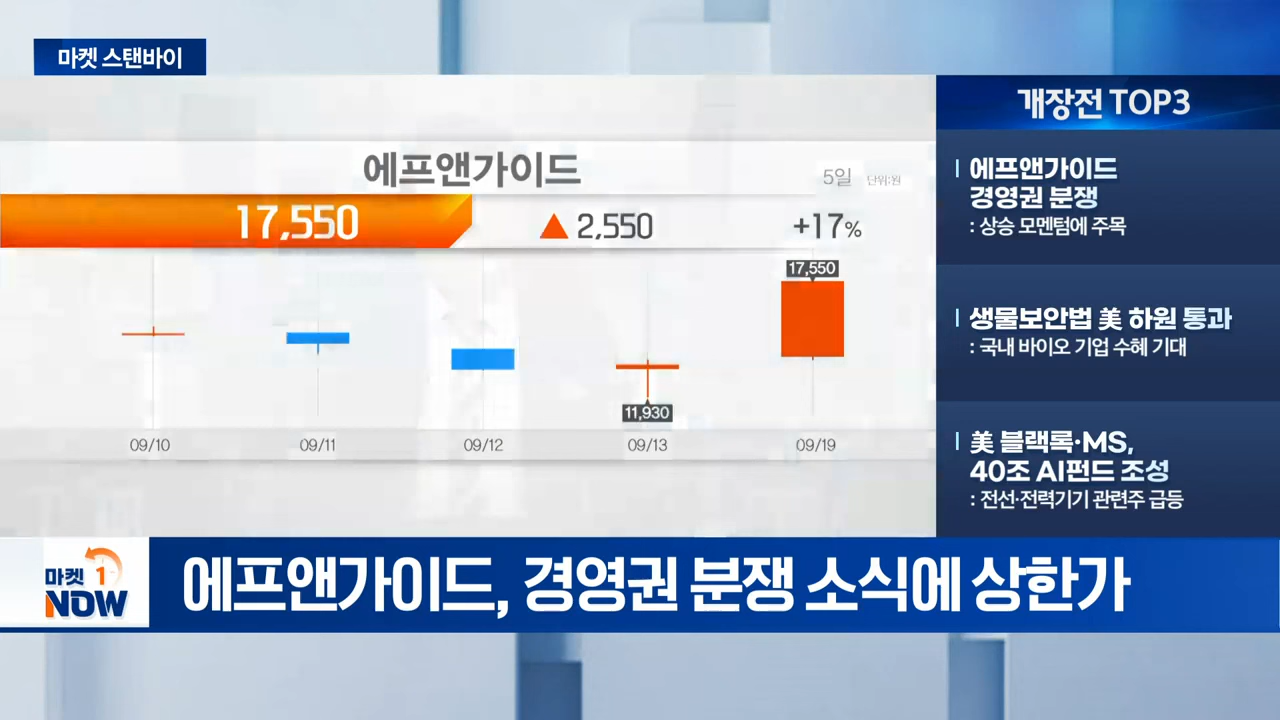 마켓 스탠바이
에프앤가이드
5일 단위:원
17,550 ▲ 2,550 +17%
17,550
11,930
09/10 09/11 09/12 09/13 09/19
개장전 TOP3
에프앤가이드
경영권 분쟁
: 상승 모멘텀에 주목
생물보안법 美 하원 통과
: 국내 바이오 기업 수혜 기대
美 블랙록·MS,
40조 AI펀드 조성
: 전선·전력기기 관련주 급등
마켓 1
NOW
에프앤가이드, 경영권 분쟁 소식에 상한가